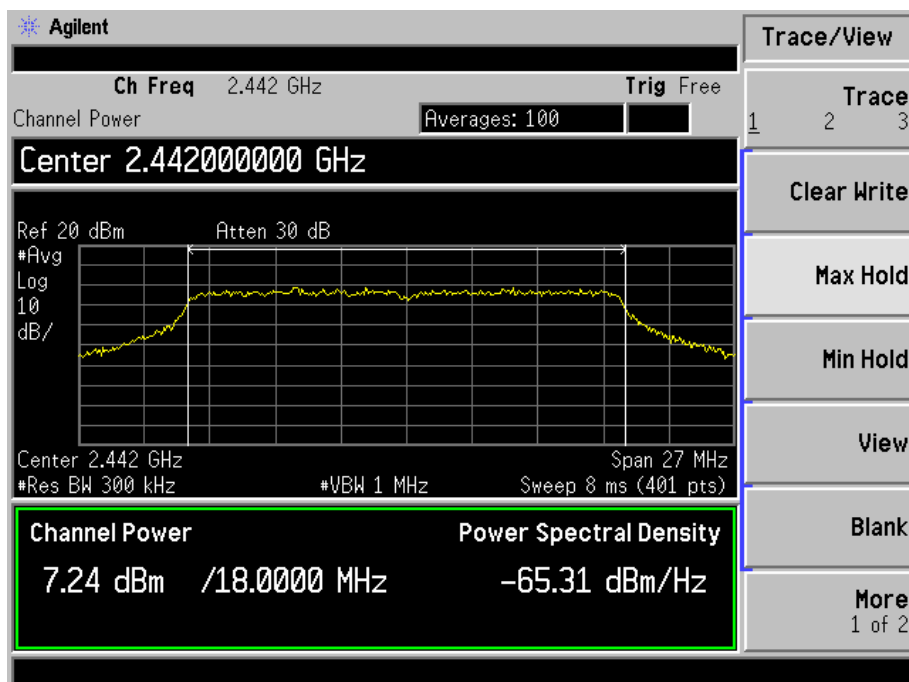 Agilent
Trace/View
Ch Freq 2.442 GHz Trig Free
Channel Power Averages: 100
Trace
1 2 3
Center 2.442000000 GHz
Clear Write
Ref 20 dBm Atten 30 dB
#Avg
Log
10
dB/
Max Hold
Min Hold
View
Center 2.442 GHz Span 27 MHz
#Res BW 300 kHz #VBW 1 MHz Sweep 8 ms (401 pts)
Blank
Channel Power Power Spectral Density
7.24 dBm /18.0000 MHz -65.31 dBm/Hz
More
1 of 2